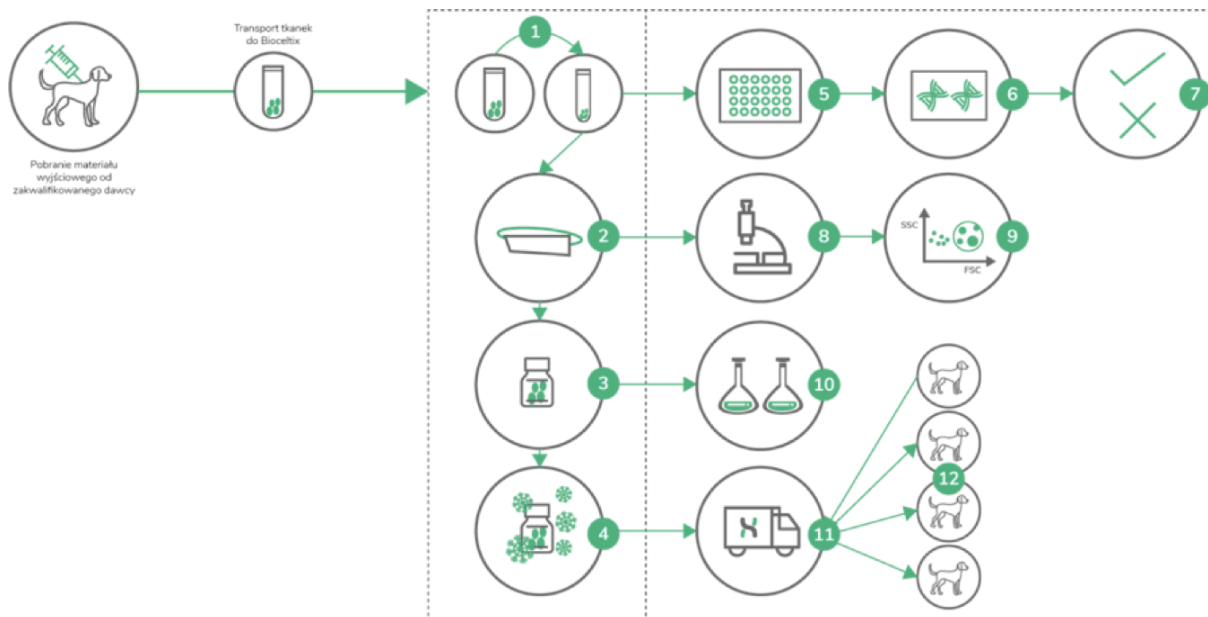 Transport tkanek
do Bioceltix
1
5
6
7
Pobranie materiału
wyjściowego od
zakwalifikowanego dawcy
2
8
SSC
9
FSC
3
10
12
4
11